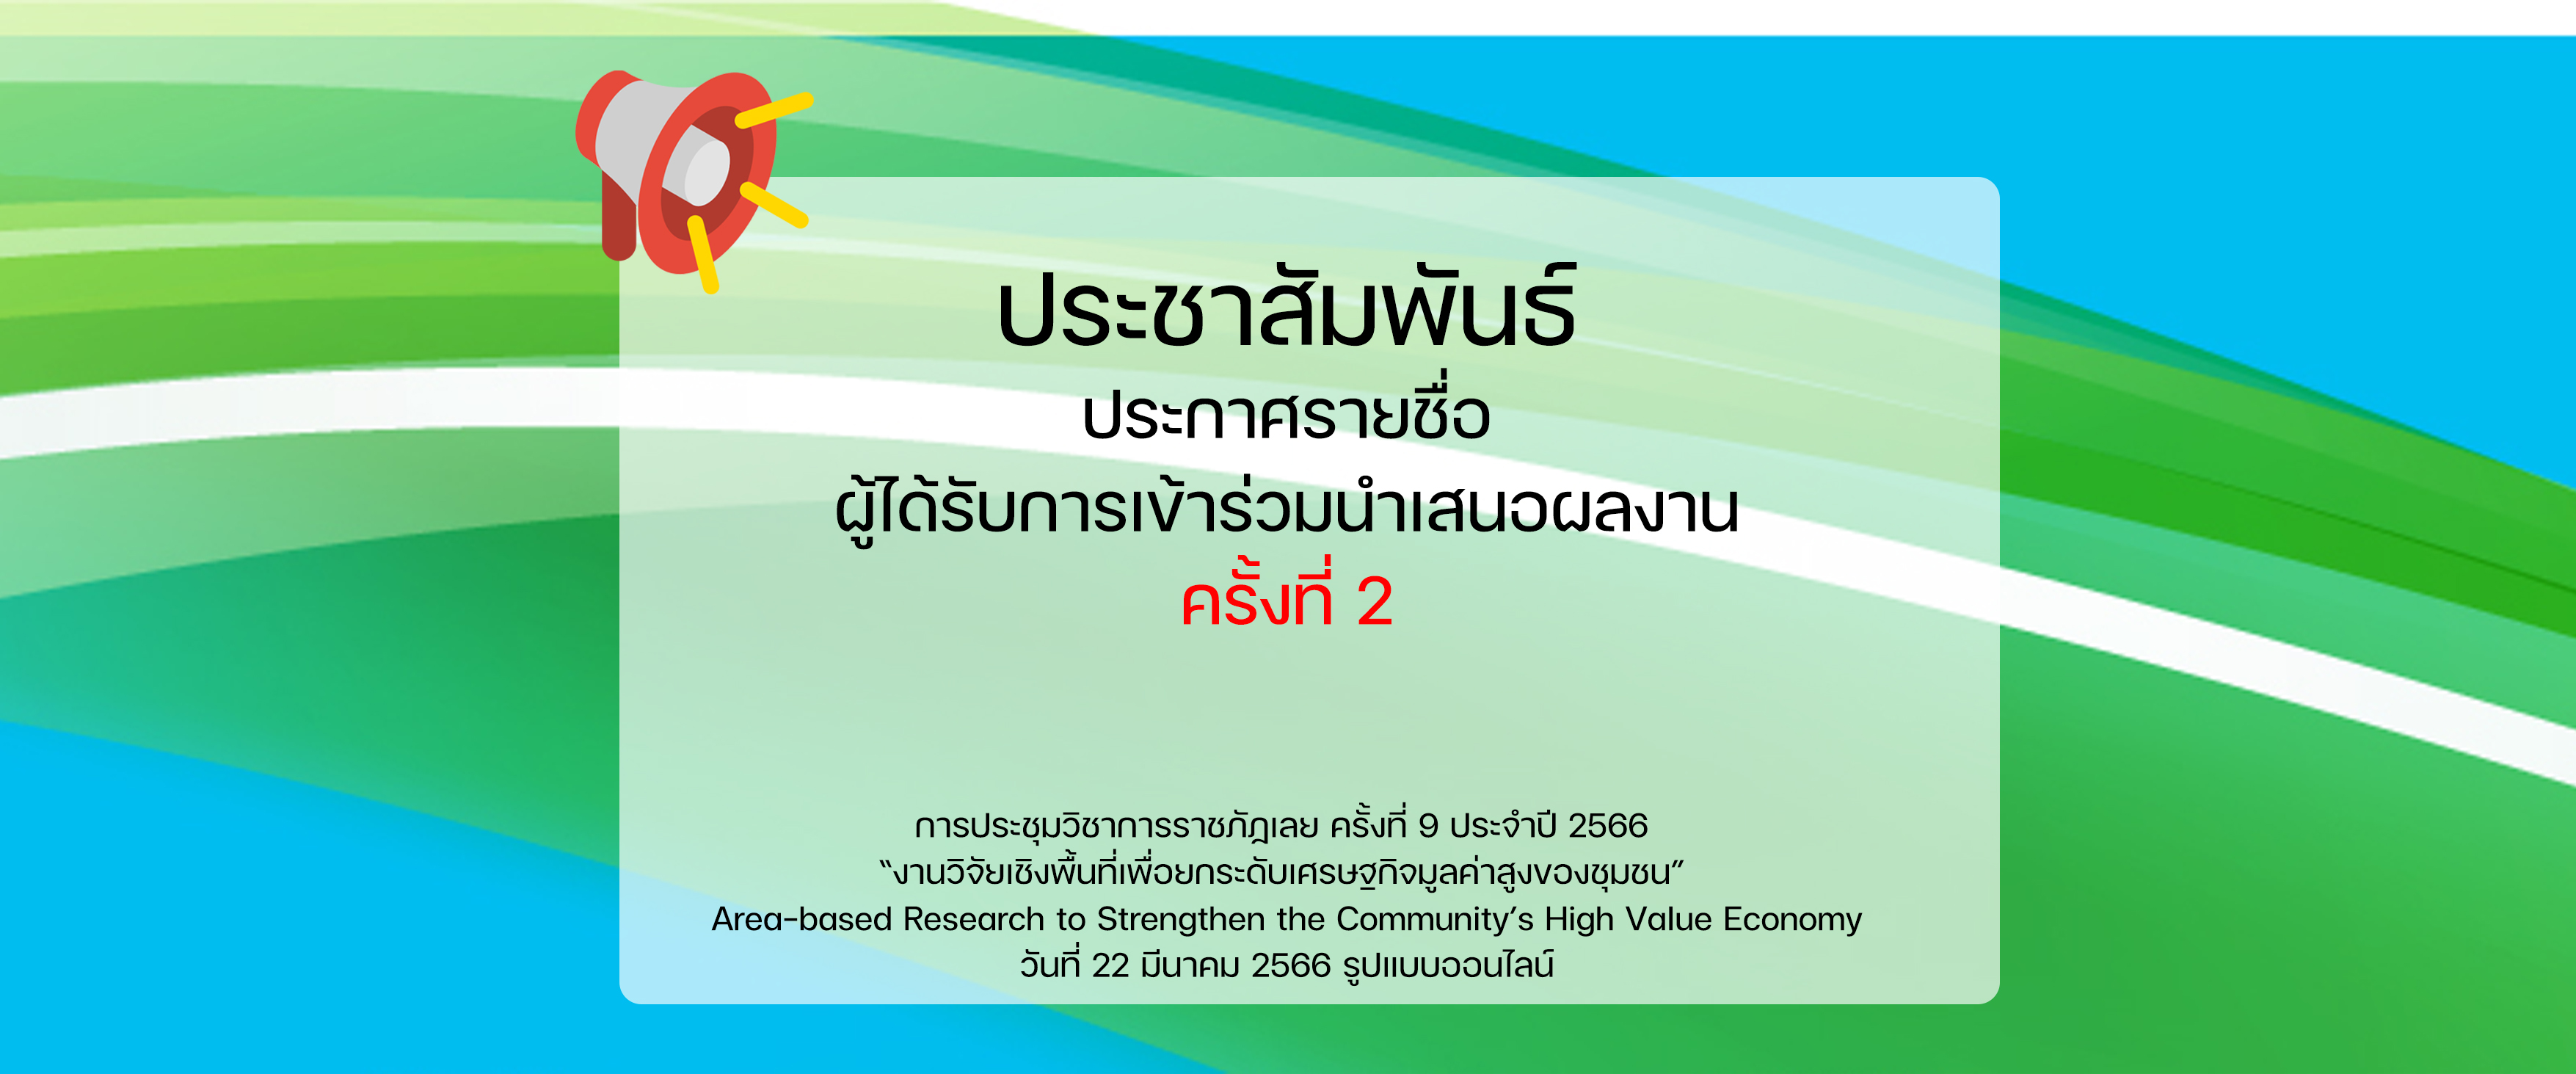 ประชาสัมพันธ์
ประกาศรายชื่อ
ผู้ได้รับการเข้าร่วมนำเสนอผลงาน
ครั้งที่ 2
การประชุมวิชาการราชภัฏเลย ครั้งที่ 9 ประจำปี 2566
“งานวิจัยเชิงพื้นที่เพื่อยกระดับเศรษฐกิจมูลค่าสูงของชุมชน”
Area-based Research to Strengthen the Community’s High Value Economy
วันที่ 22 มีนาคม 2566 รูปแบบออนไลน์